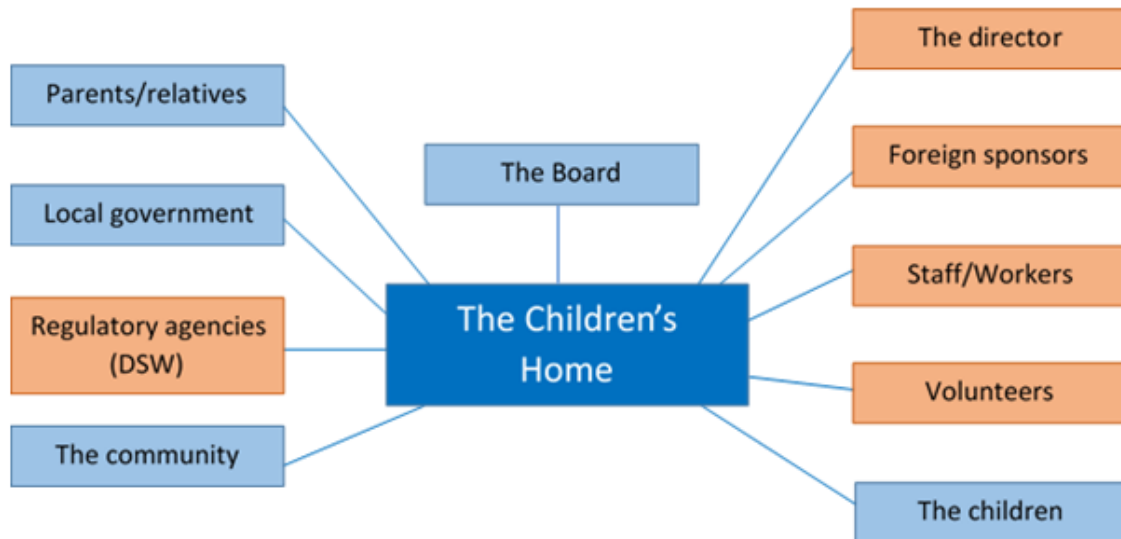 Parents/relatives
Local government
Regulatory agencies
(DSW)
The community
The Board
The Children’s
Home
The director
Foreign sponsors
Staff/Workers
Volunteers
The children